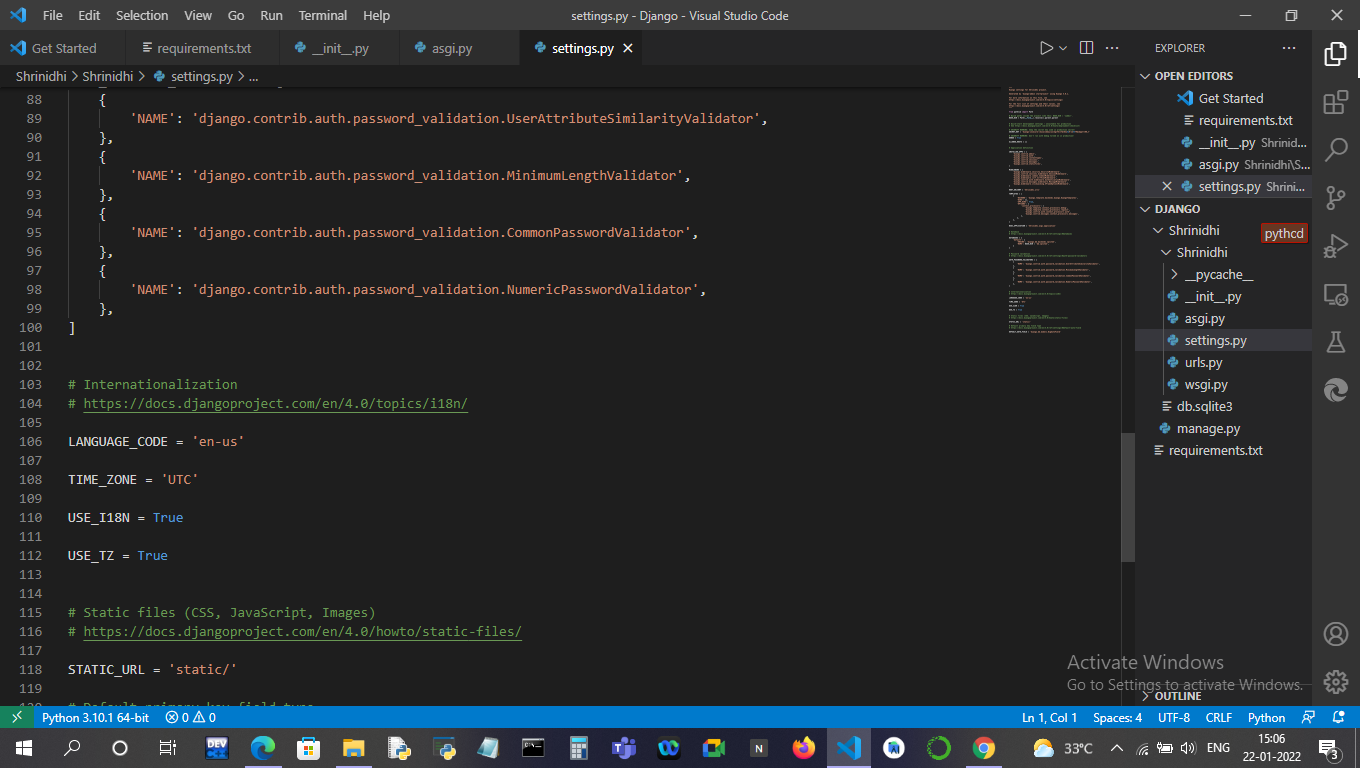 File Edit Selection View Go Run Terminal Help settings.py - Django - Visual Studio Code
Get Started requirements.txt __init__.py asgi.py settings.py
Shrinidhi > Shrinidhi > settings.py > ...
88 {
89 'NAME': 'django.contrib.auth.password_validation.UserAttributeSimilarityValidator',
90 },
91 {
92 'NAME': 'django.contrib.auth.password_validation.MinimumLengthValidator',
93 },
94 {
95 'NAME': 'django.contrib.auth.password_validation.CommonPasswordValidator',
96 },
97 {
98 'NAME': 'django.contrib.auth.password_validation.NumericPasswordValidator',
99 },
100 ]
101
102
103 # Internationalization
104 # https://docs.djangoproject.com/en/4.0/topics/i18n/
105
106 LANGUAGE_CODE = 'en-us'
107
108 TIME_ZONE = 'UTC'
109
110 USE_I18N = True
111
112 USE_TZ = True
113
114
115 # Static files (CSS, JavaScript, Images)
116 # https://docs.djangoproject.com/en/4.0/howto/static-files/
117
118 STATIC_URL = 'static/'
119
120 # Default primary key field type
EXPLORER
OPEN EDITORS
Get Started
requirements.txt
__init__.py Shrinid...
asgi.py Shrinidhi\S...
settings.py Shrini...
DJANGO
Shrinidhi
pythcd
Shrinidhi
__pycache__
__init__.py
asgi.py
settings.py
urls.py
wsgi.py
db.sqlite3
manage.py
requirements.txt
OUTLINE
Activate Windows
Go to Settings to activate Windows.
Python 3.10.1 64-bit 0 0 Ln 1, Col 1 Spaces: 4 UTF-8 CRLF Python
DEV C++ N 33°C ENG 15:06
22-01-2022 3